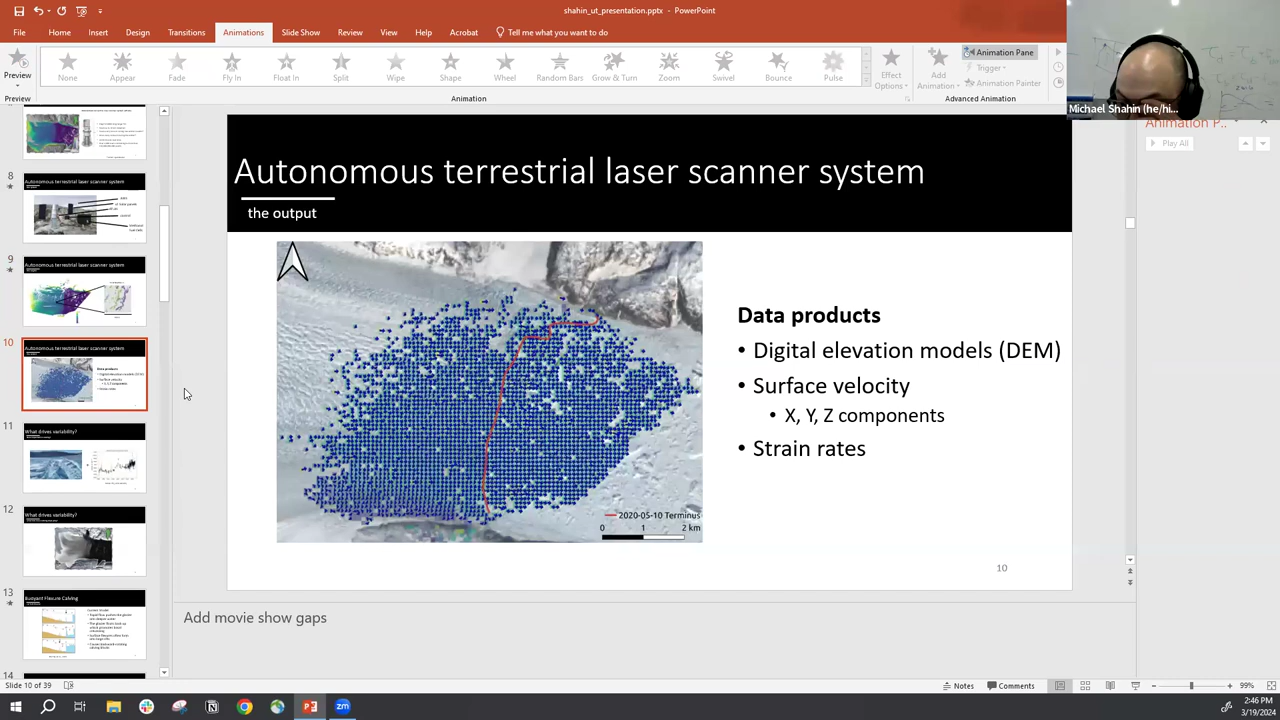 shahin_ut_presentation.pptx - PowerPoint
File Home Insert Design Transitions Animations Slide Show Review View Help Acrobat Tell me what you want to do
Preview
None Appear Fade Fly In Float In Split Wipe Shape Wheel Random Bars Grow & Turn Zoom Swivel Bounce Pulse
Effect Options
Add Animation
Animation Pane
Trigger
Animation Painter
Preview Animation Advanced Animation
Michael Shahin (he/hi...
Animation P...
Play All
8
Autonomous terrestrial laser scanner system
9
Autonomous terrestrial laser scanner system
10
Autonomous terrestrial laser scanner system
11
What drives variability?
12
What drives variability?
13
Buoyant Flexure Calving
14
Autonomous terrestrial laser scanner system
the output
2020-05-10 Terminus
0 1 2 km
Data products
Digital elevation models (DEM)
• Surface velocity
• X, Y, Z components
• Strain rates
10
Add movie show gaps
Slide 10 of 39
Notes Comments 99%
zm
2:46 PM
3/19/2024